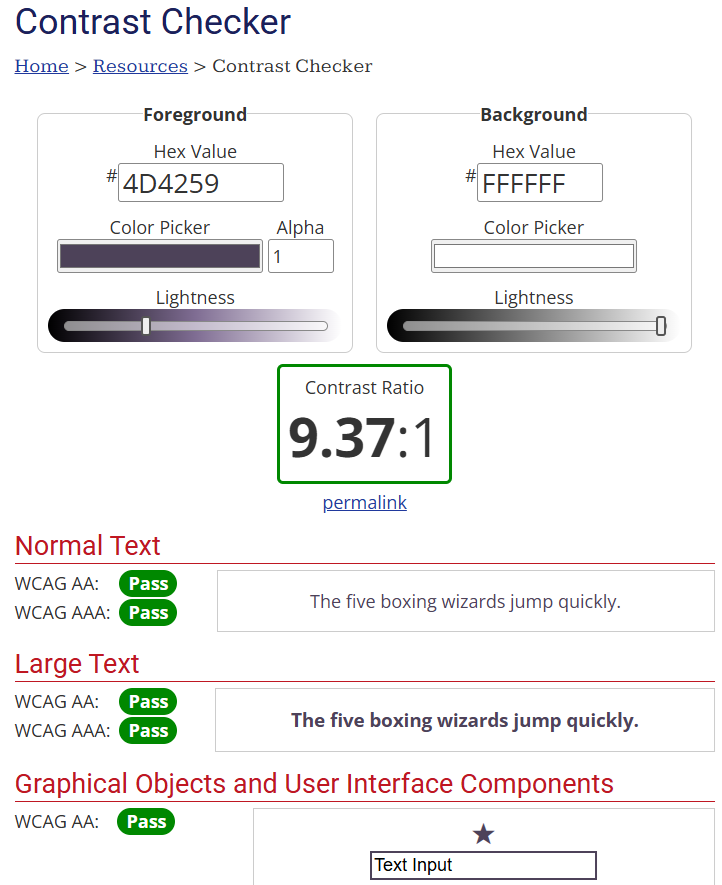 Contrast Checker
Home > Resources > Contrast Checker
Foreground
Hex Value
#4D4259
Color Picker Alpha
1
Lightness
Background
Hex Value
#FFFFFF
Color Picker
Lightness
Contrast Ratio
9.37:1
permalink
Normal Text
WCAG AA: Pass
WCAG AAA: Pass
The five boxing wizards jump quickly.
Large Text
WCAG AA: Pass
WCAG AAA: Pass
The five boxing wizards jump quickly.
Graphical Objects and User Interface Components
WCAG AA: Pass
Text Input